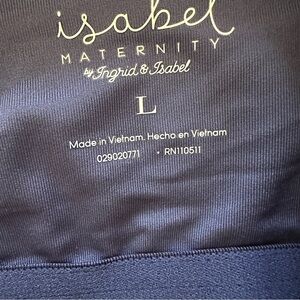 isabel
MATERNITY
by Ingrid & Isabel
L
Made in Vietnam. Hecho en Vietnam
029020771 • RN110511